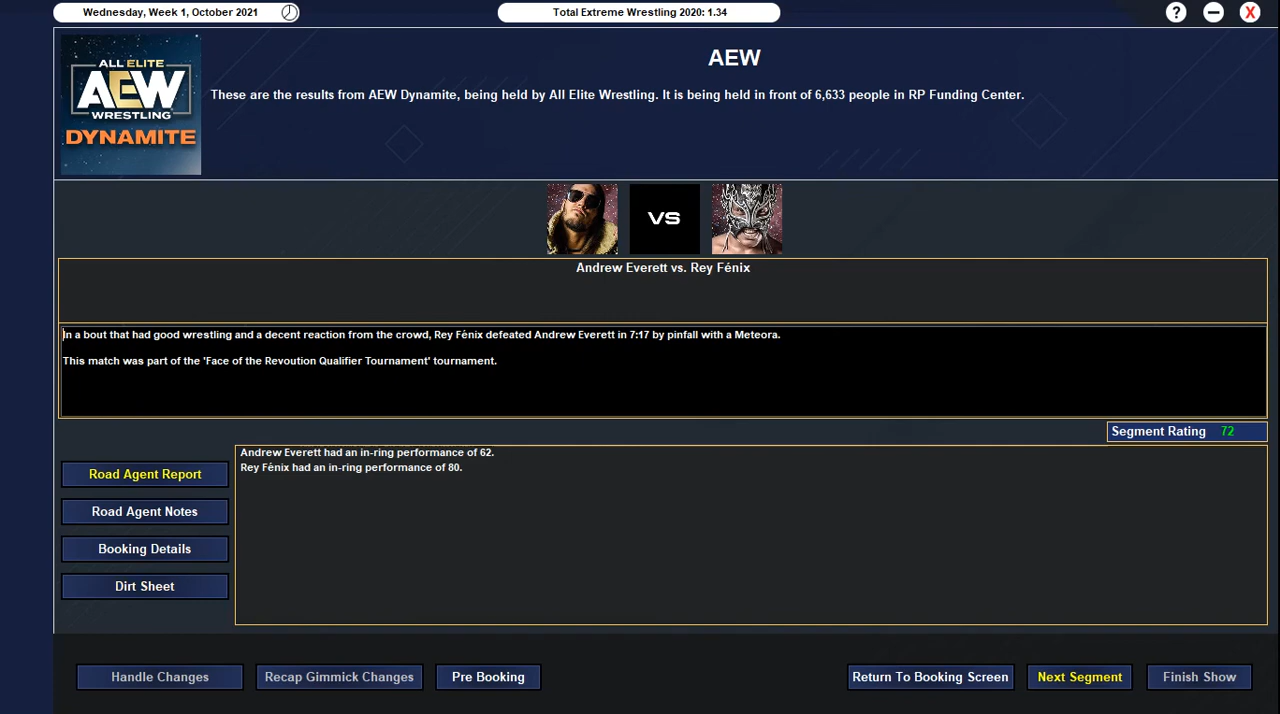 Wednesday, Week 1, October 2021
Total Extreme Wrestling 2020: 1.34
?
X
ALL ELITE
AEW
WRESTLING
DYNAMITE
AEW
These are the results from AEW Dynamite, being held by All Elite Wrestling. It is being held in front of 6,633 people in RP Funding Center.
VS
Andrew Everett vs. Rey Fénix
In a bout that had good wrestling and a decent reaction from the crowd, Rey Fénix defeated Andrew Everett in 7:17 by pinfall with a Meteora.
This match was part of the 'Face of the Revoution Qualifier Tournament' tournament.
Segment Rating 72
Road Agent Report
Road Agent Notes
Booking Details
Dirt Sheet
Andrew Everett had an in-ring performance of 62.
Rey Fénix had an in-ring performance of 80.
Handle Changes
Recap Gimmick Changes
Pre Booking
Return To Booking Screen
Next Segment
Finish Show